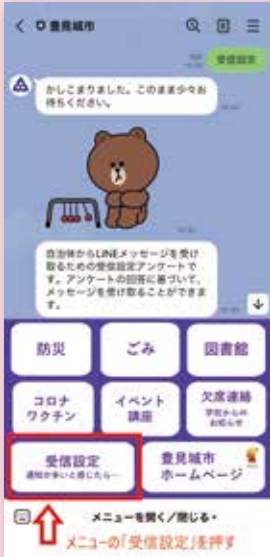 豊見城市
受信設定
かしこまりました。このまま少々お
待ちください。
自治体からLINEメッセージを受け
取るための受信設定アンケートで
す。アンケートの回答に基づいて、
メッセージを受け取ることができま
す。
防災
ごみ
図書館
コロナ
ワクチン
イベント
講座
欠席連絡
学校からの
お知らせ
受信設定
通知が多いと感じたら…
豊見城市
ホームページ
メニューを開く/閉じる
メニューの「受信設定」を押す